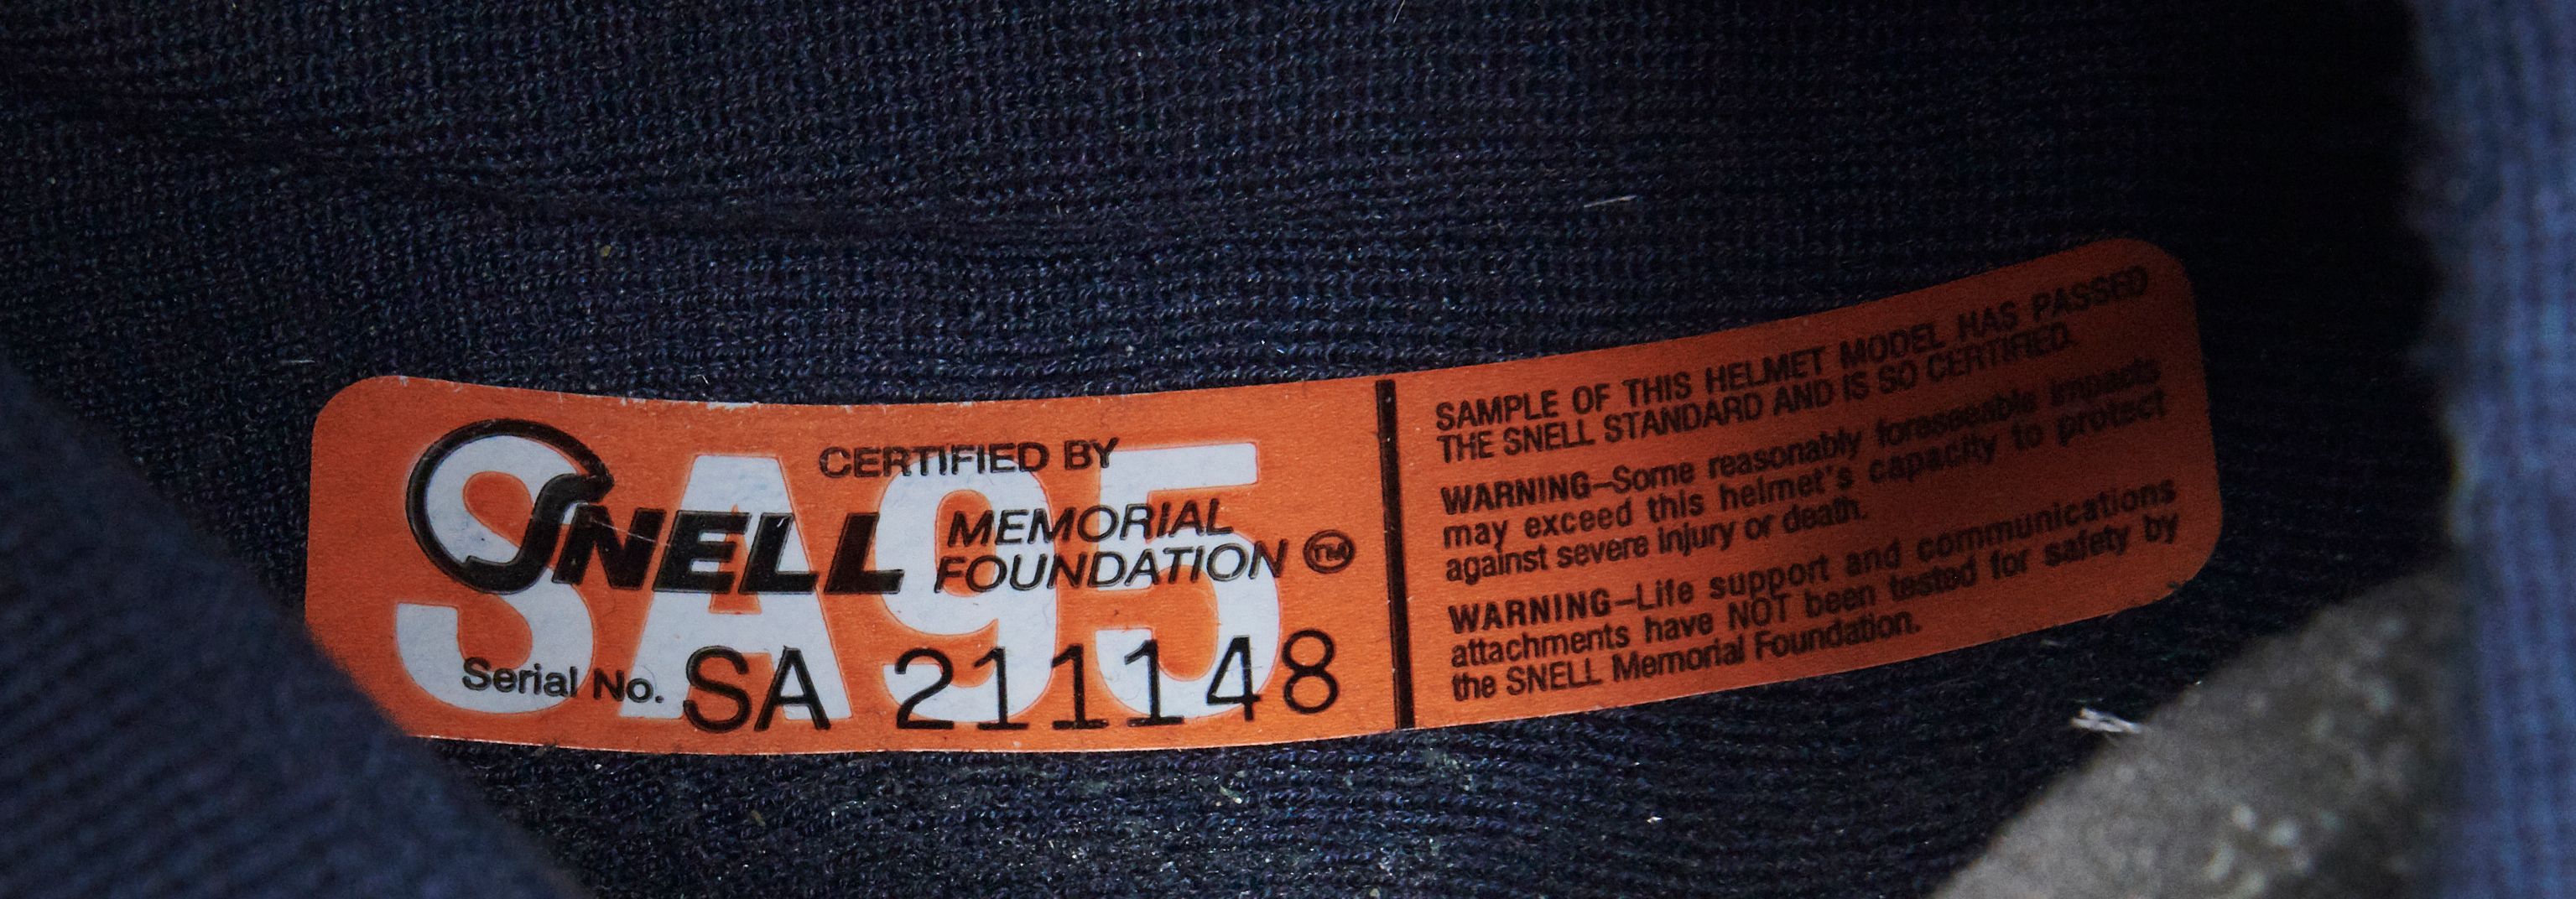 SA95
CERTIFIED BY
SNELL MEMORIAL
FOUNDATION TM
Serial No. SA 211148
SAMPLE OF THIS HELMET MODEL HAS PASSED
THE SNELL STANDARD AND IS SO CERTIFIED.
WARNING–Some reasonably foreseeable impacts
may exceed this helmet's capacity to protect
against severe injury or death.
WARNING–Life support and communications
attachments have NOT been tested for safety by
the SNELL Memorial Foundation.